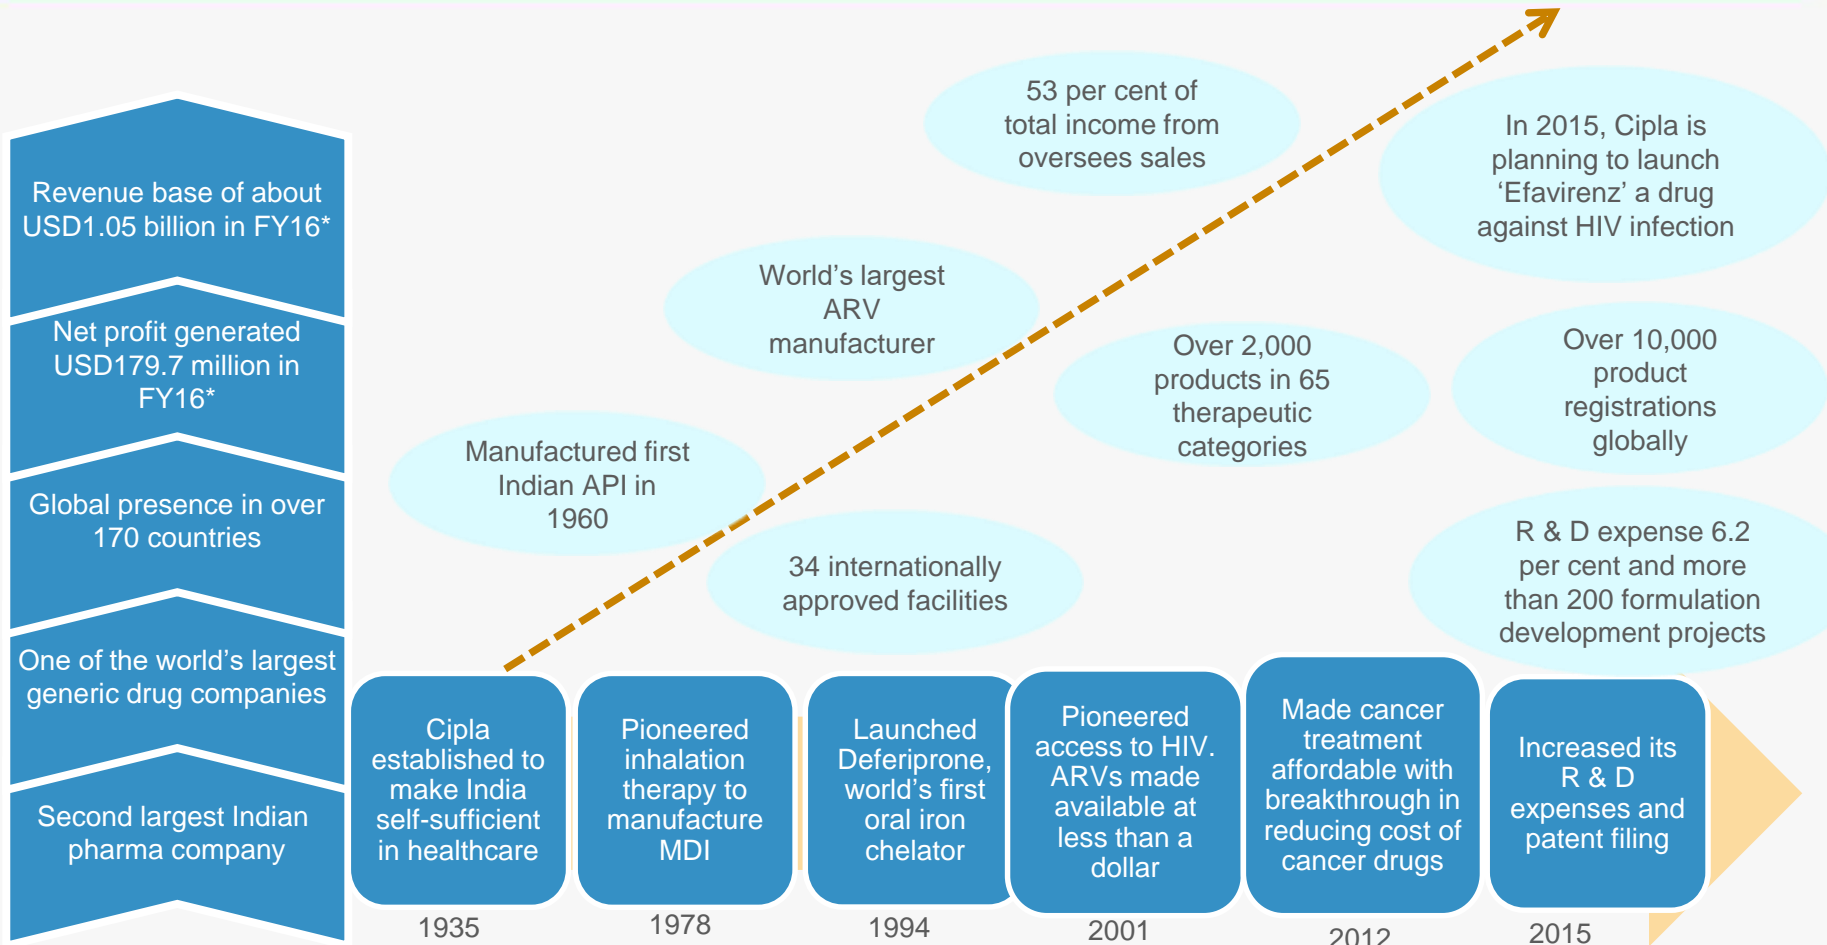 Revenue base of about
USD1.05 billion in FY16*
Net profit generated
USD179.7 million in
FY16*
Global presence in over
170 countries
One of the world’s largest
generic drug companies
Second largest Indian
pharma company
53 per cent of
total income from
oversees sales
In 2015, Cipla is
planning to launch
‘Efavirenz’ a drug
against HIV infection
World’s largest
ARV
manufacturer
Over 2,000
products in 65
therapeutic
categories
Over 10,000
product
registrations
globally
Manufactured first
Indian API in
1960
34 internationally
approved facilities
R & D expense 6.2
per cent and more
than 200 formulation
development projects
Cipla
established to
make India
self-sufficient
in healthcare
1935
Pioneered
inhalation
therapy to
manufacture
MDI
1978
Launched
Deferiprone,
world’s first
oral iron
chelator
1994
Pioneered
access to HIV.
ARVs made
available at
less than a
dollar
2001
Made cancer
treatment
affordable with
breakthrough in
reducing cost of
cancer drugs
2012
Increased its
R & D
expenses and
patent filing
2015